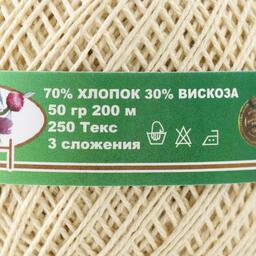 70% ХЛОПОК 30% ВИСКОЗА
50 гр 200 м
250 Текс
3 сложения